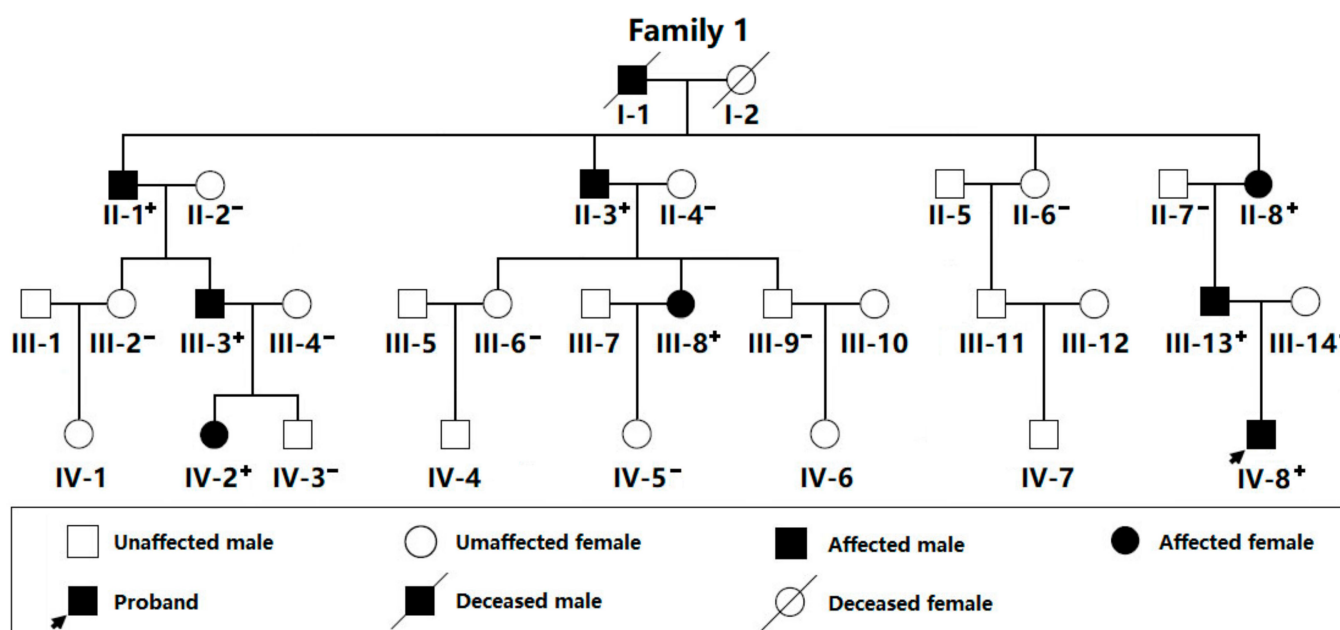 Family 1
I-1 I-2
II-1+ II-2− II-3+ II-4− II-5 II-6− II-7− II-8+
III-1 III-2− III-3+ III-4− III-5 III-6− III-7 III-8+ III-9− III-10 III-11 III-12 III-13+ III-14
IV-1 IV-2+ IV-3− IV-4 IV-5− IV-6 IV-7 IV-8+
Unaffected male Umaffected female Affected male Affected female
Proband Deceased male Deceased female